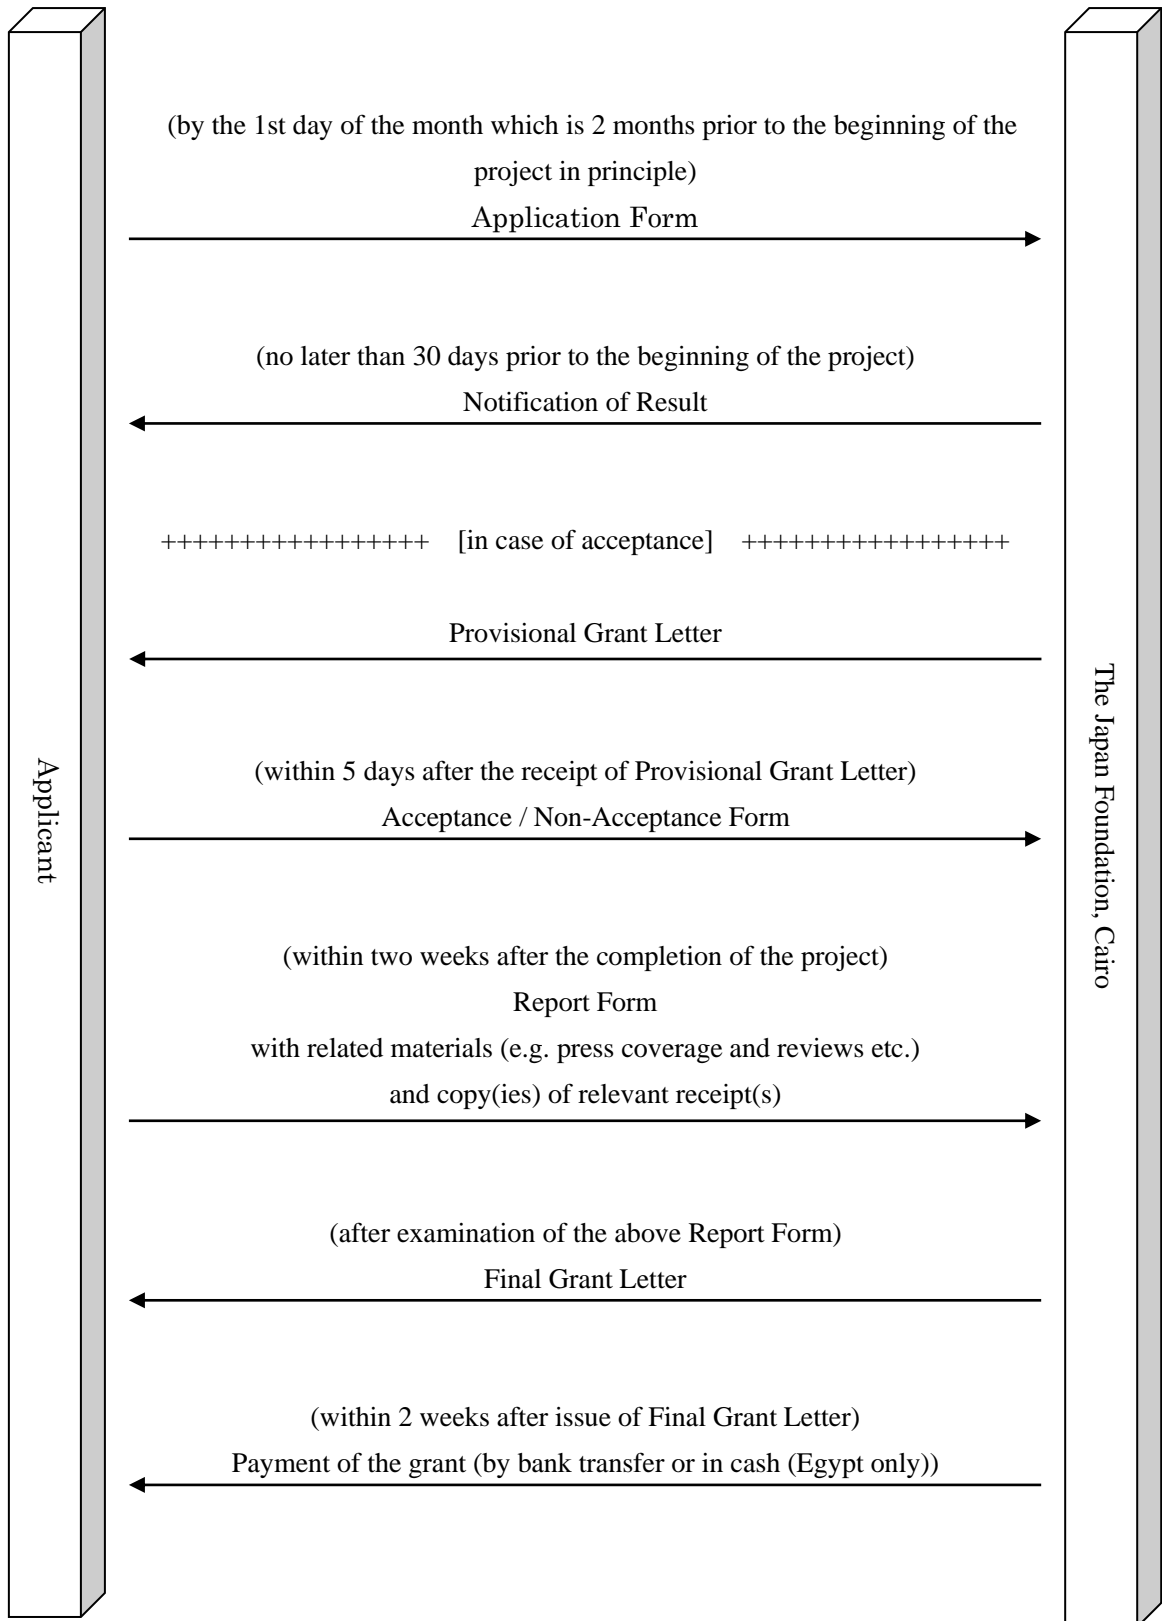 (by the 1st day of the month which is 2 months prior to the beginning of the
project in principle)
Application Form
(no later than 30 days prior to the beginning of the project)
Notification of Result
+++++++++++++++++ [in case of acceptance] +++++++++++++++++
Provisional Grant Letter
(within 5 days after the receipt of Provisional Grant Letter)
Acceptance / Non-Acceptance Form
(within two weeks after the completion of the project)
Report Form
with related materials (e.g. press coverage and reviews etc.)
and copy(ies) of relevant receipt(s)
(after examination of the above Report Form)
Final Grant Letter
(within 2 weeks after issue of Final Grant Letter)
Payment of the grant (by bank transfer or in cash (Egypt only))
Applicant
The Japan Foundation, Cairo